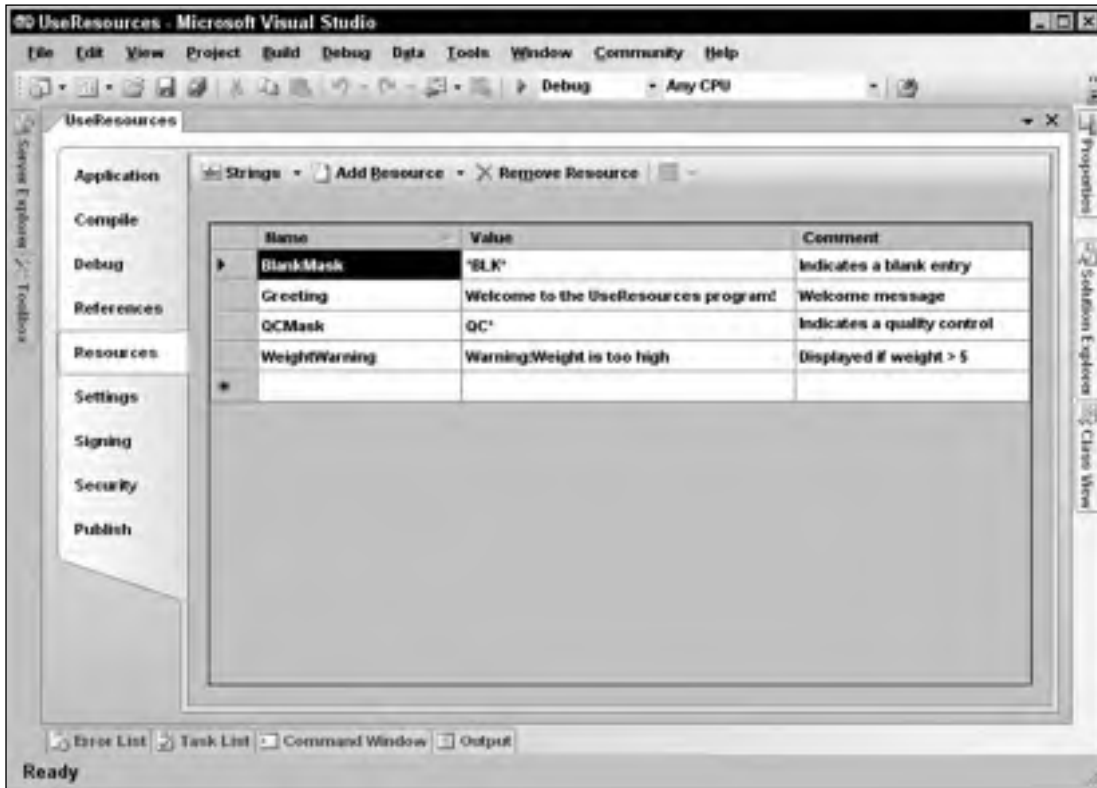 UseResources - Microsoft Visual Studio
File Edit View Project Build Debug Data Tools Window Community Help
Debug Any CPU
Server Explorer
Toolbox
UseResources
Application
Compile
Debug
References
Resources
Settings
Signing
Security
Publish
Strings Add Resource Remove Resource
Name Value Comment
BlankMask *BLK* Indicates a blank entry
Greeting Welcome to the UseResources program! Welcome message
QCMask QC* Indicates a quality control
WeightWarning Warning:Weight is too high Displayed if weight > 5
Properties
Solution Explorer
Class View
Error List Task List Command Window Output
Ready